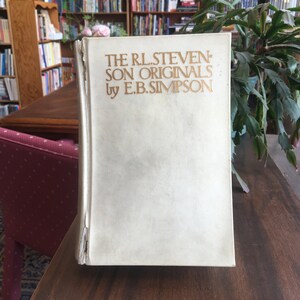 THE R.L. STEVEN-
SON ORIGINALS
by E.B. SIMPSON